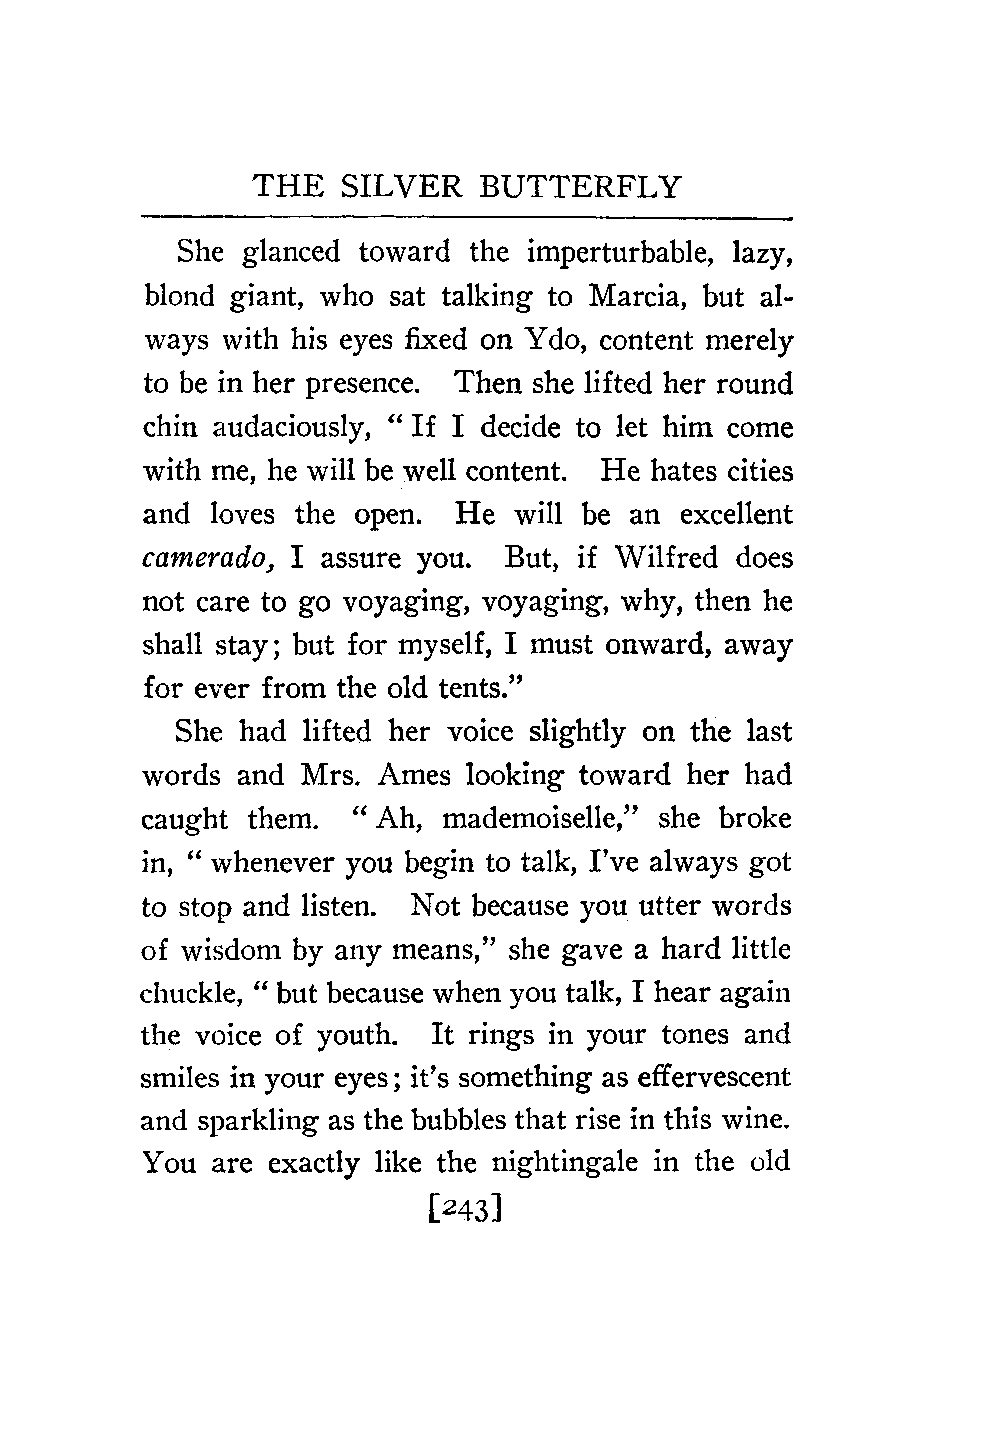 THE SILVER BUTTERFLY
She glanced toward the imperturbable, lazy,
blond giant, who sat talking to Marcia, but al-
ways with his eyes fixed on Ydo, content merely
to be in her presence. Then she lifted her round
chin audaciously, “ If I decide to let him come
with me, he will be well content. He hates cities
and loves the open. He will be an excellent
camerado, I assure you. But, if Wilfred does
not care to go voyaging, voyaging, why, then he
shall stay; but for myself, I must onward, away
for ever from the old tents.”
She had lifted her voice slightly on the last
words and Mrs. Ames looking toward her had
caught them. “ Ah, mademoiselle,” she broke
in, “ whenever you begin to talk, I’ve always got
to stop and listen. Not because you utter words
of wisdom by any means,” she gave a hard little
chuckle, “ but because when you talk, I hear again
the voice of youth. It rings in your tones and
smiles in your eyes; it’s something as effervescent
and sparkling as the bubbles that rise in this wine.
You are exactly like the nightingale in the old
[243]